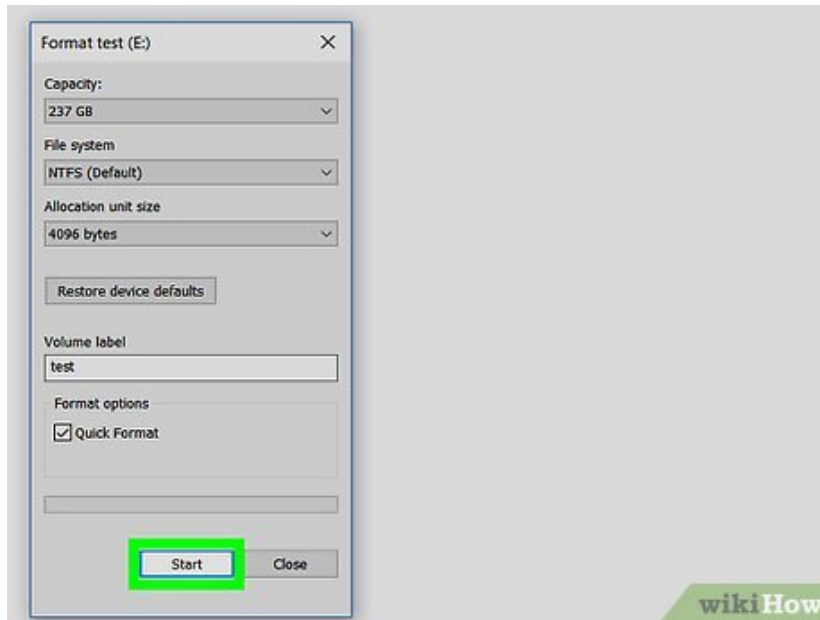 Format test (E:)
Capacity:
237 GB
File system
NTFS (Default)
Allocation unit size
4096 bytes
Restore device defaults
Volume label
test
Format options
Quick Format
Start
Close
wikiHow